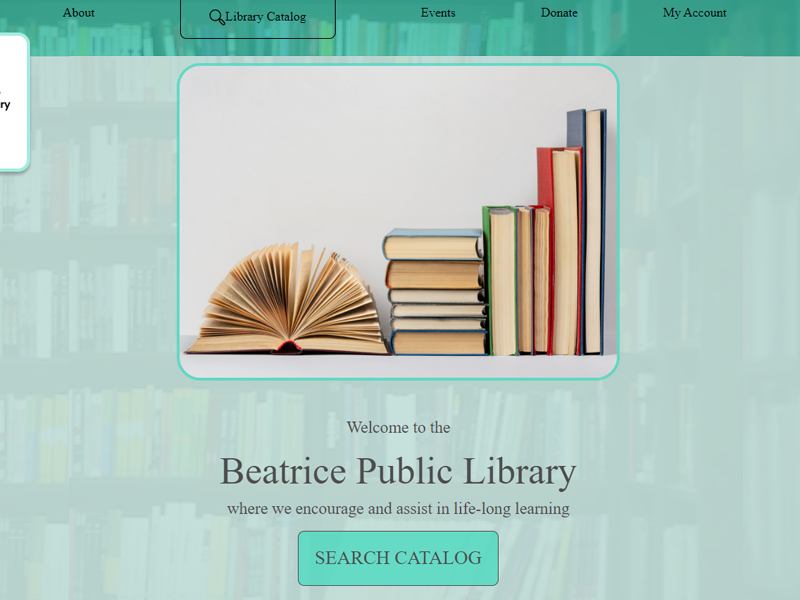 About
Library Catalog
Events
Donate
My Account
ry
Welcome to the
Beatrice Public Library
where we encourage and assist in life-long learning
SEARCH CATALOG